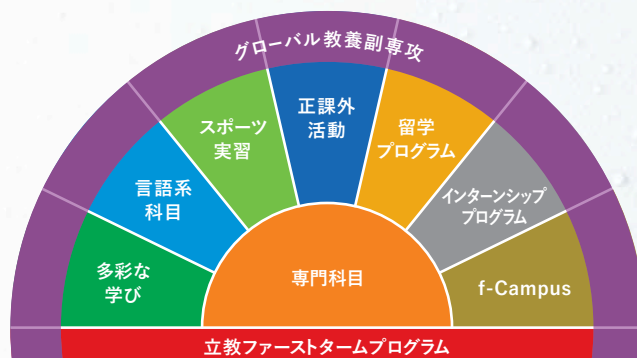 グローバル教養副専攻
正課外
活動
スポーツ
実習
留学
プログラム
言語系
科目
インターンシップ
プログラム
多彩な
学び
専門科目
f-Campus
立教ファーストタームプログラム